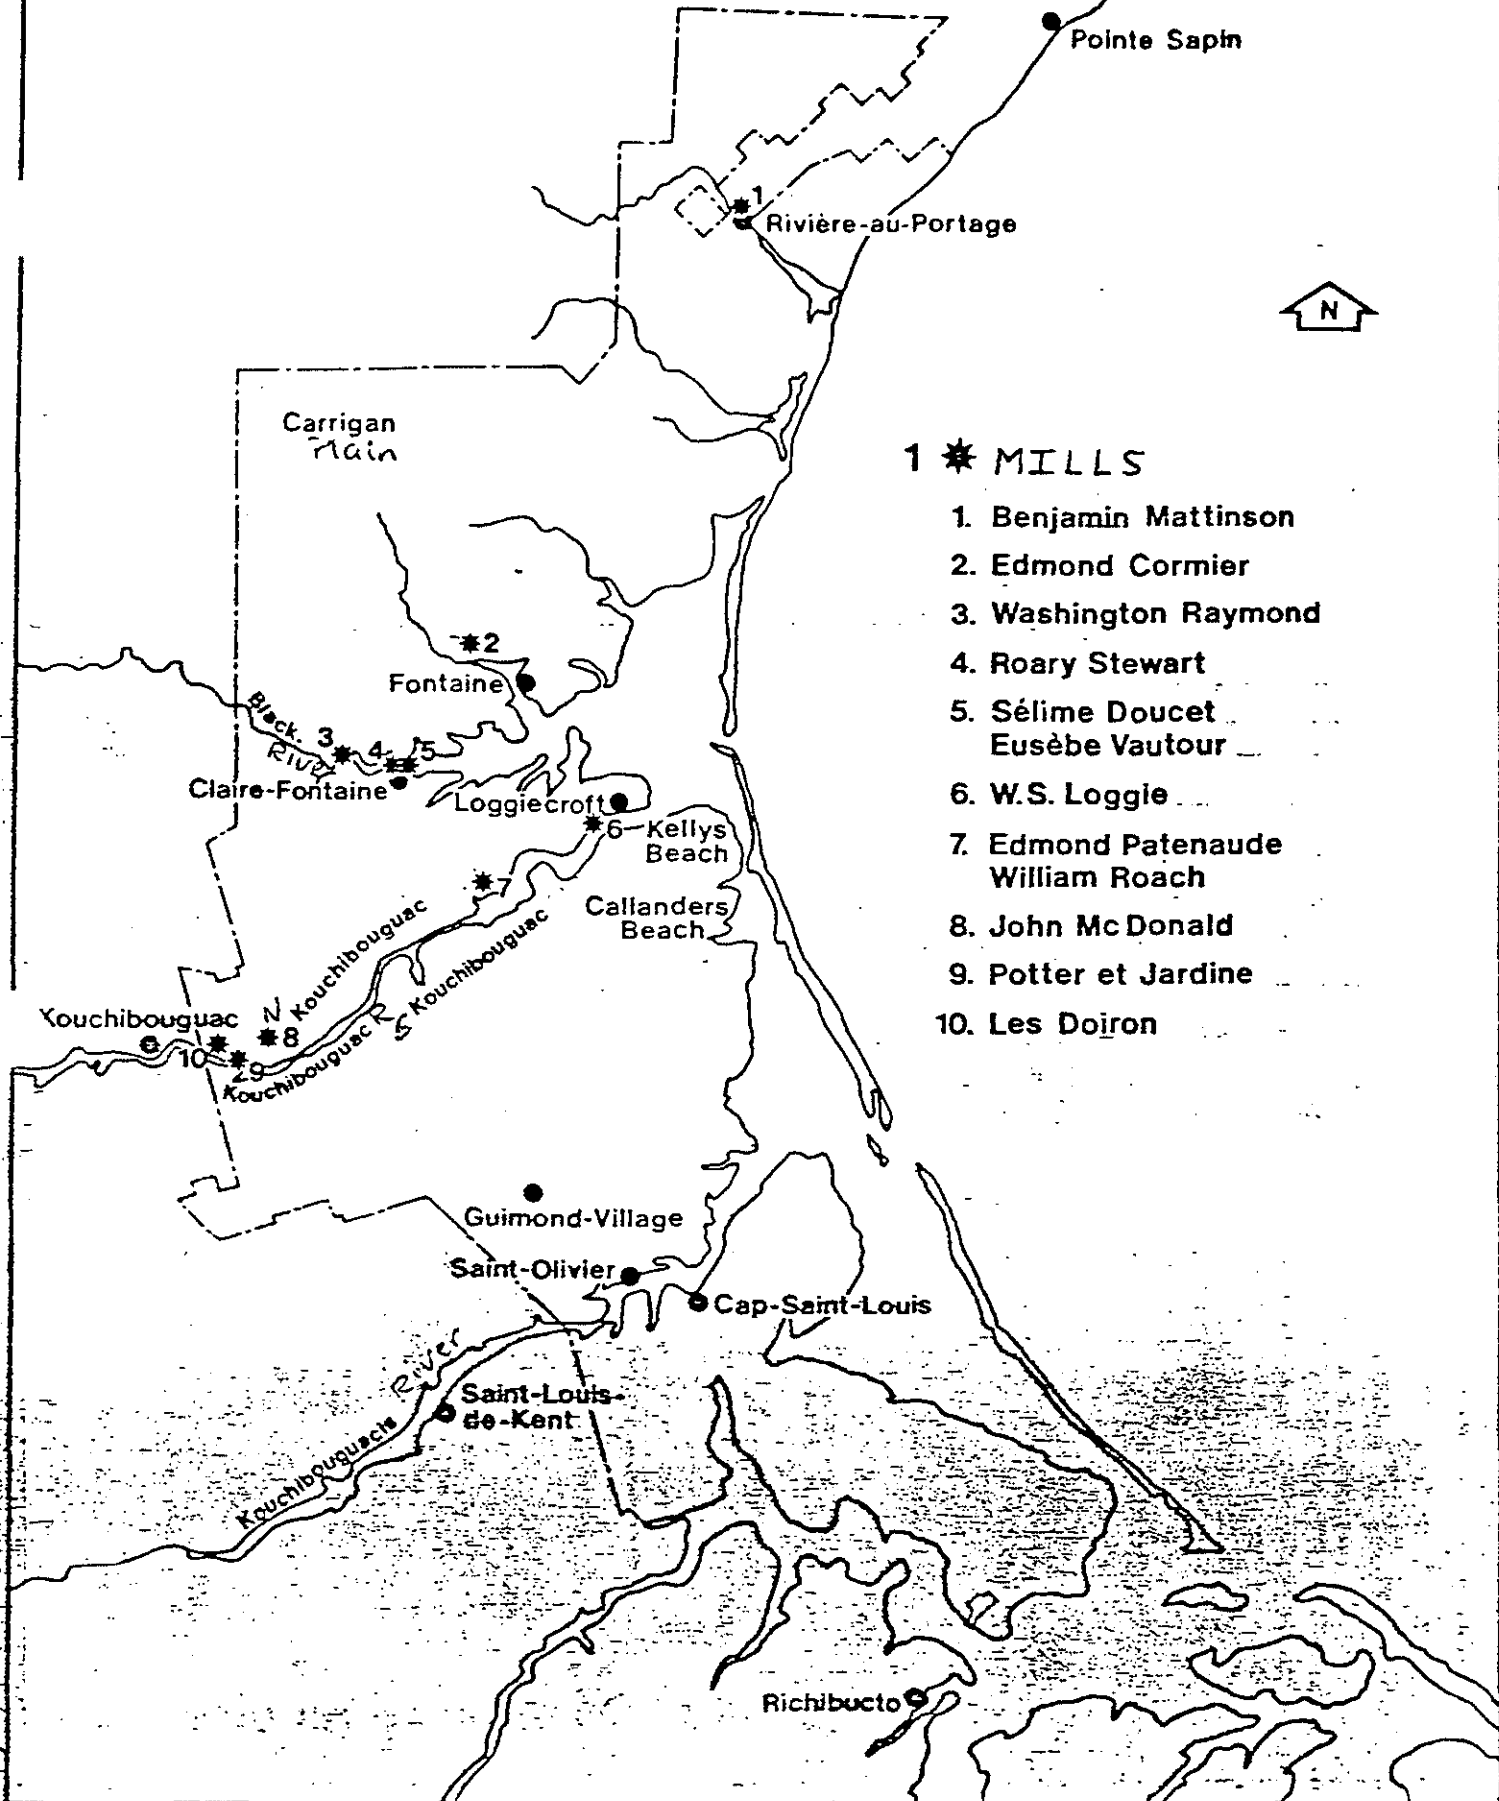 Pointe Sapin
1
Rivière-au-Portage
N
Carrigan
Plain
1 MILLS
1. Benjamin Mattinson
2. Edmond Cormier
3. Washington Raymond
4. Roary Stewart
5. Sélime Doucet
Eusèbe Vautour
6. W.S. Loggie
7. Edmond Patenaude
William Roach
8. John McDonald
9. Potter et Jardine
10. Les Doiron
2
Fontaine
Black
River
3
4
5
Claire-Fontaine
Loggiecroft
6
Kellys
Beach
7
Callanders
Beach
N Kouchibouguac
S Kouchibouguac
Kouchibouguac R
Kouchibouguac
8
10
9
Guimond-Village
Saint-Olivier
Cap-Saint-Louis
Kouchibouguacis River
Saint-Louis-
de-Kent
Richibucto